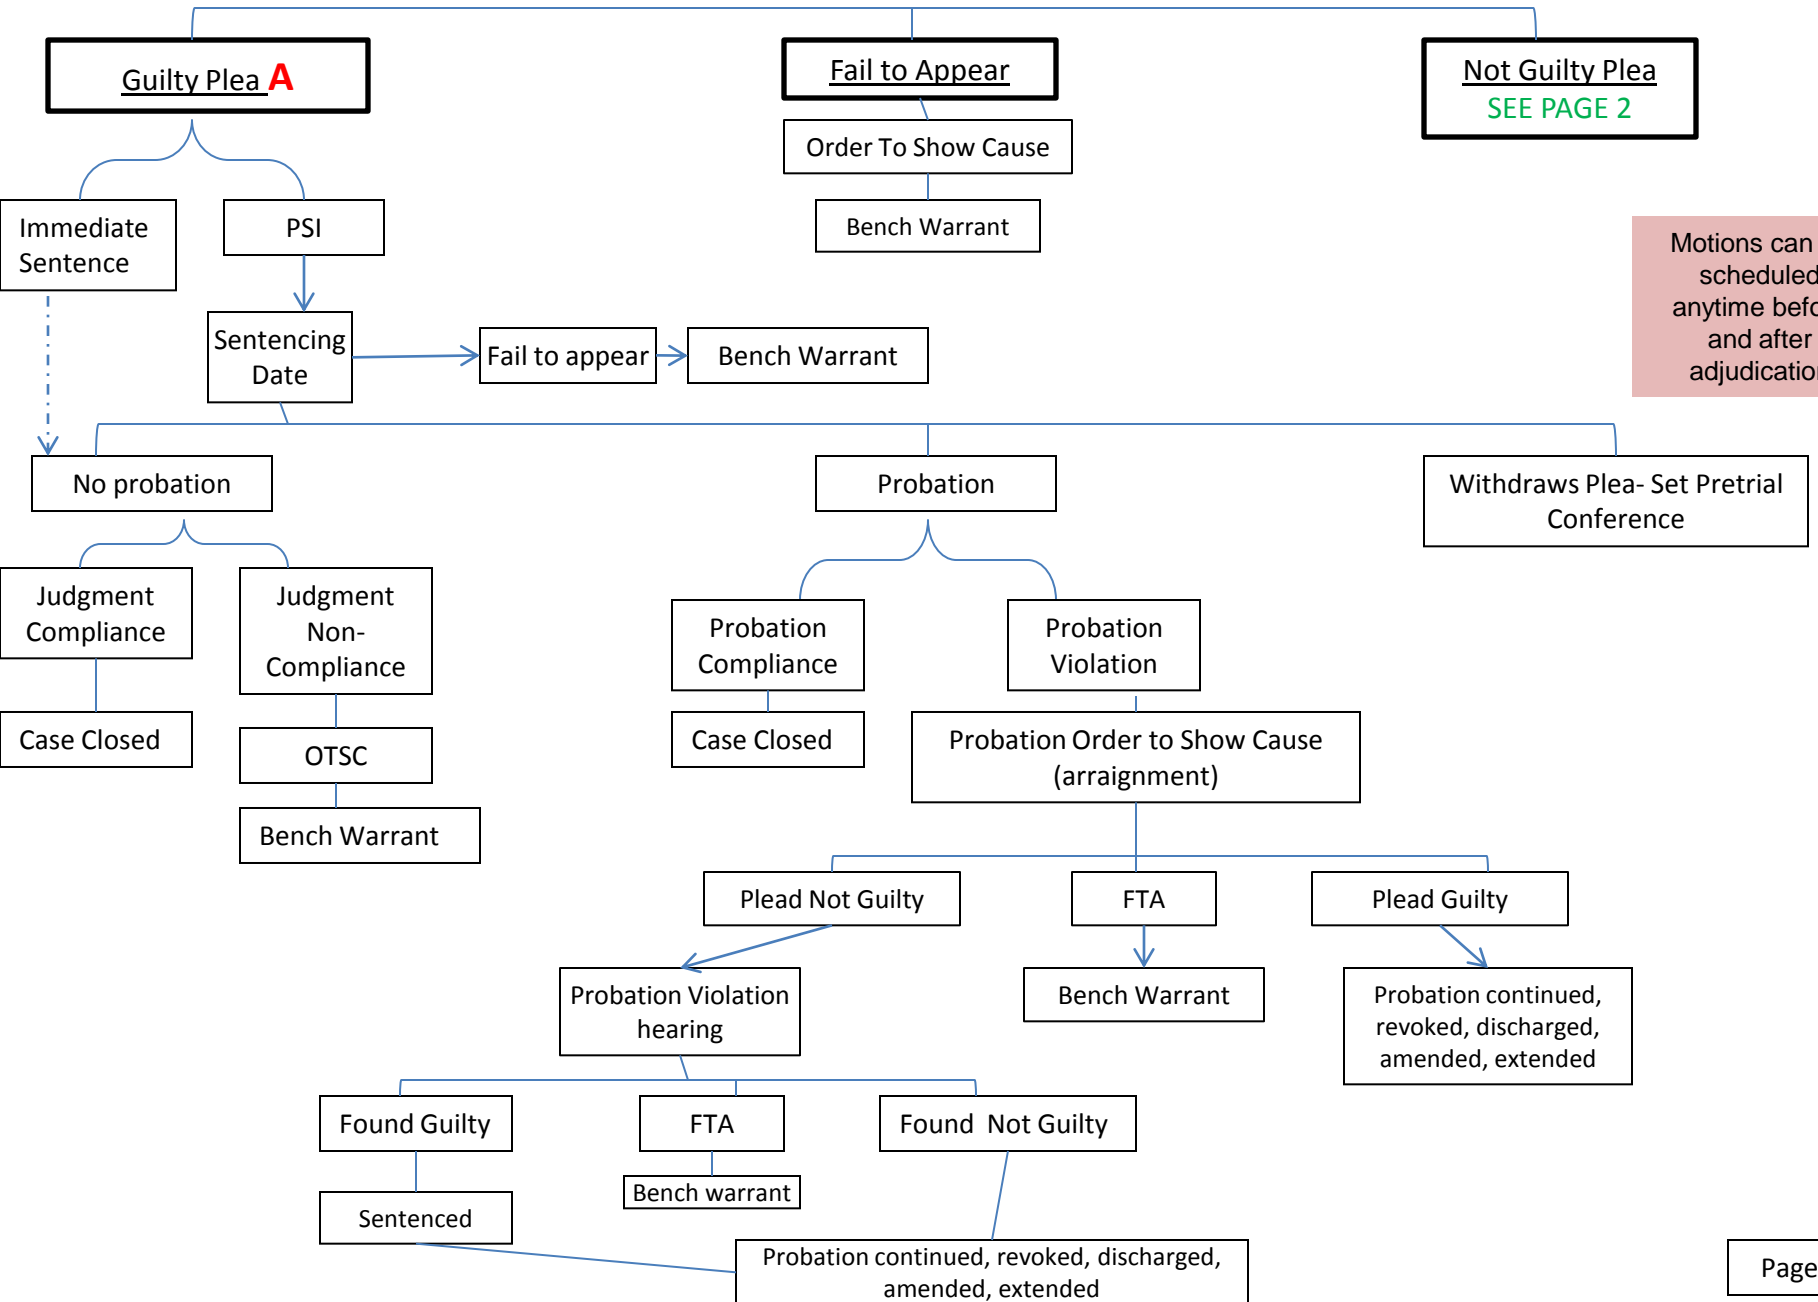 Guilty Plea A
Fail to Appear
Not Guilty Plea
SEE PAGE 2
Order To Show Cause
Bench Warrant
Immediate
Sentence
PSI
Motions can
scheduled
anytime
and after
Sentencing
Date
Fail to appear
Bench Warrant
No probation
Probation
Withdraws Plea- Set Pretrial
Conference
Judgment
Compliance
Judgment
Non-
Compliance
Probation
Compliance
Probation
Violation
Case Closed
OTSC
Bench Warrant
Case Closed
Probation Order to Show Cause
(arraignment)
Plead Not Guilty
FTA
Plead Guilty
Probation Violation
hearing
Bench Warrant
Probation continued,
revoked, discharged,
amended, extended
Found Guilty
FTA
Found Not Guilty
Sentenced
Bench warrant
Probation continued, revoked, discharged,
amended, extended
Page